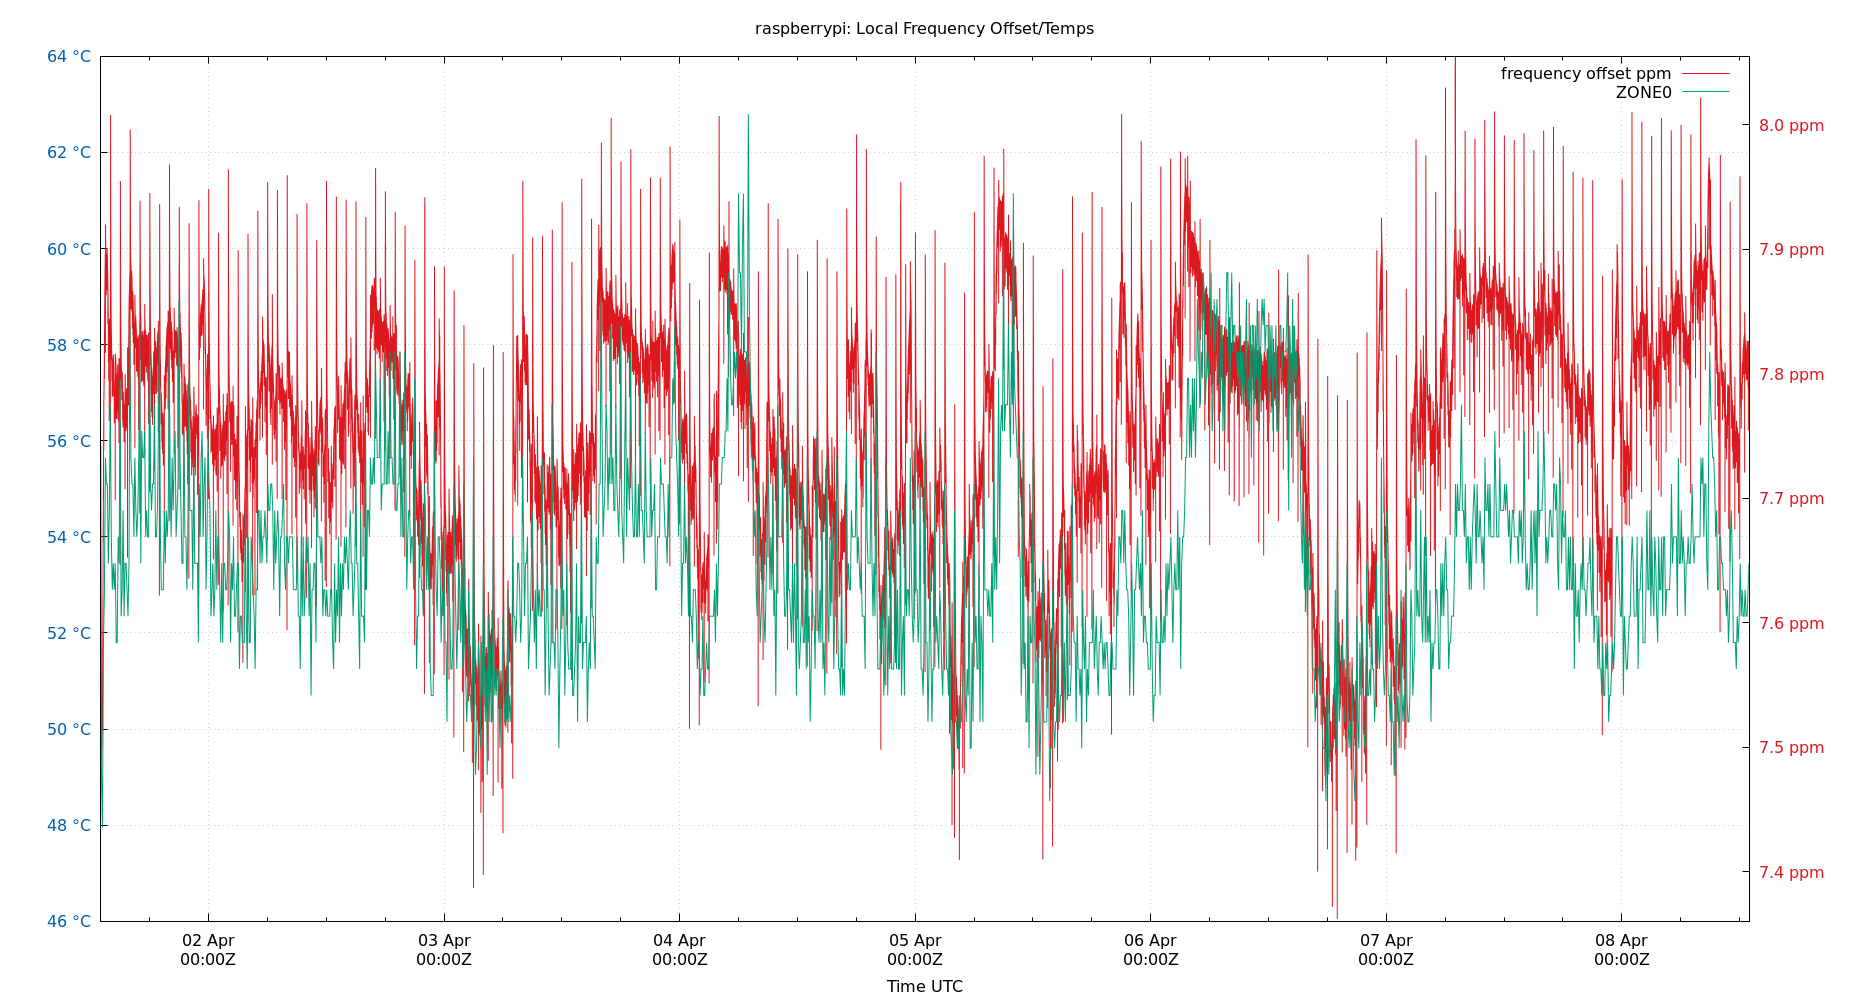 raspberrypi: Local Frequency Offset/Temps
frequency offset ppm
ZONE0
64 °C
62 °C
60 °C
58 °C
56 °C
54 °C
52 °C
50 °C
48 °C
46 °C
8.0 ppm
7.9 ppm
7.8 ppm
7.7 ppm
7.6 ppm
7.5 ppm
7.4 ppm
02 Apr
00:00Z
03 Apr
00:00Z
04 Apr
00:00Z
05 Apr
00:00Z
06 Apr
00:00Z
07 Apr
00:00Z
08 Apr
00:00Z
Time UTC